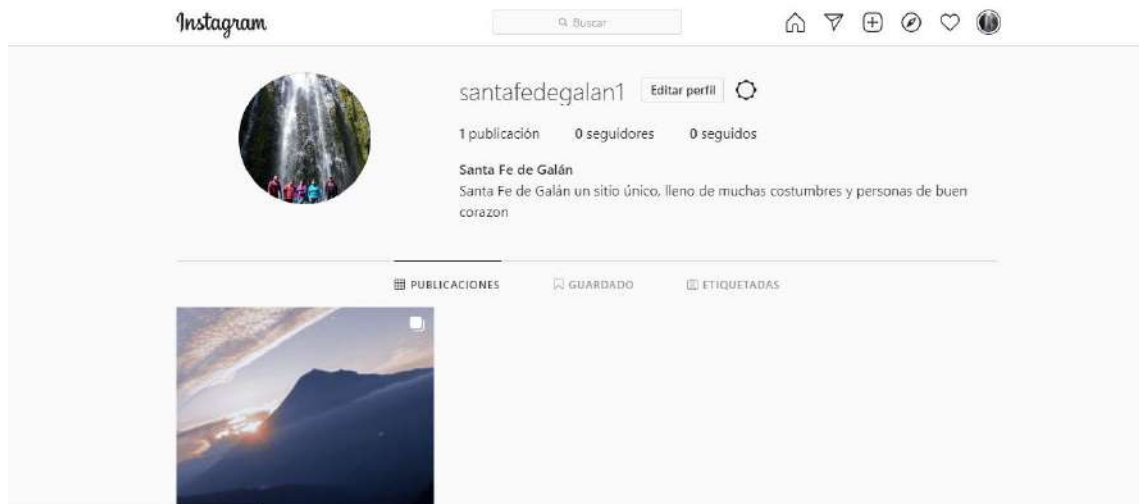 Instagram
Buscar
santafedegalan1 Editar perfil
1 publicación 0 seguidores 0 seguidos
Santa Fe de Galán
Santa Fe de Galán un sitio único, lleno de muchas costumbres y personas de buen
corazon
PUBLICACIONES GUARDADO ETIQUETADAS